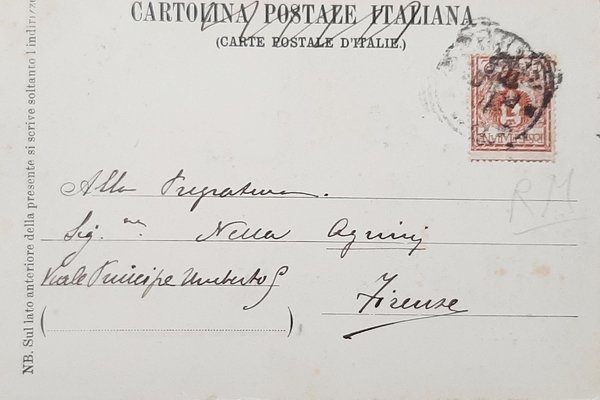 CARTOLINA POSTALE ITALIANA
(CARTE POSTALE D'ITALIE.)
Alla
Sig.na Nella
Viale Principe Umberto
Firenze
R M
NB. Sul lato anteriore della presente si scrive soltanto l'indirizzo